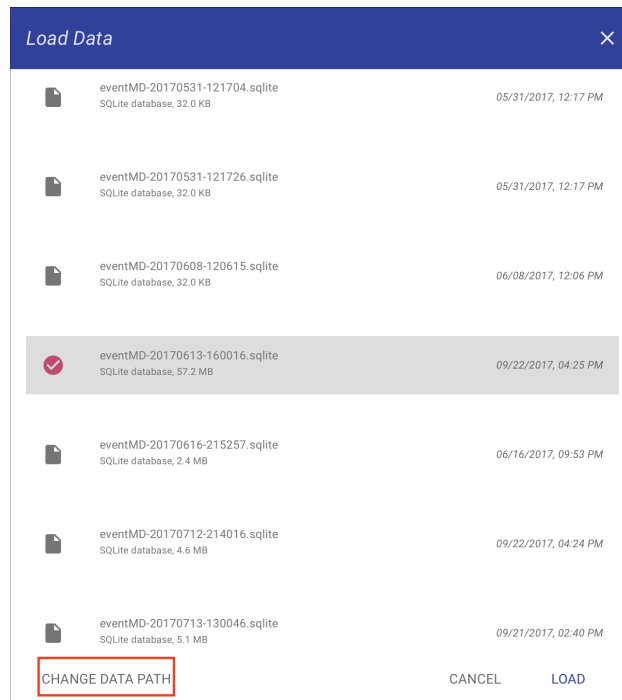 Load Data
eventMD-20170531-121704.sqlite
SQLite database, 32.0 KB
05/31/2017, 12:17 PM
eventMD-20170531-121726.sqlite
SQLite database, 32.0 KB
05/31/2017, 12:17 PM
eventMD-20170608-120615.sqlite
SQLite database, 32.0 KB
06/08/2017, 12:06 PM
eventMD-20170613-160016.sqlite
SQLite database, 57.2 MB
09/22/2017, 04:25 PM
eventMD-20170616-215257.sqlite
SQLite database, 2.4 MB
06/16/2017, 09:53 PM
eventMD-20170712-214016.sqlite
SQLite database, 4.6 MB
09/22/2017, 04:24 PM
eventMD-20170713-130046.sqlite
SQLite database, 5.1 MB
09/21/2017, 02:40 PM
CHANGE DATA PATH
CANCEL
LOAD